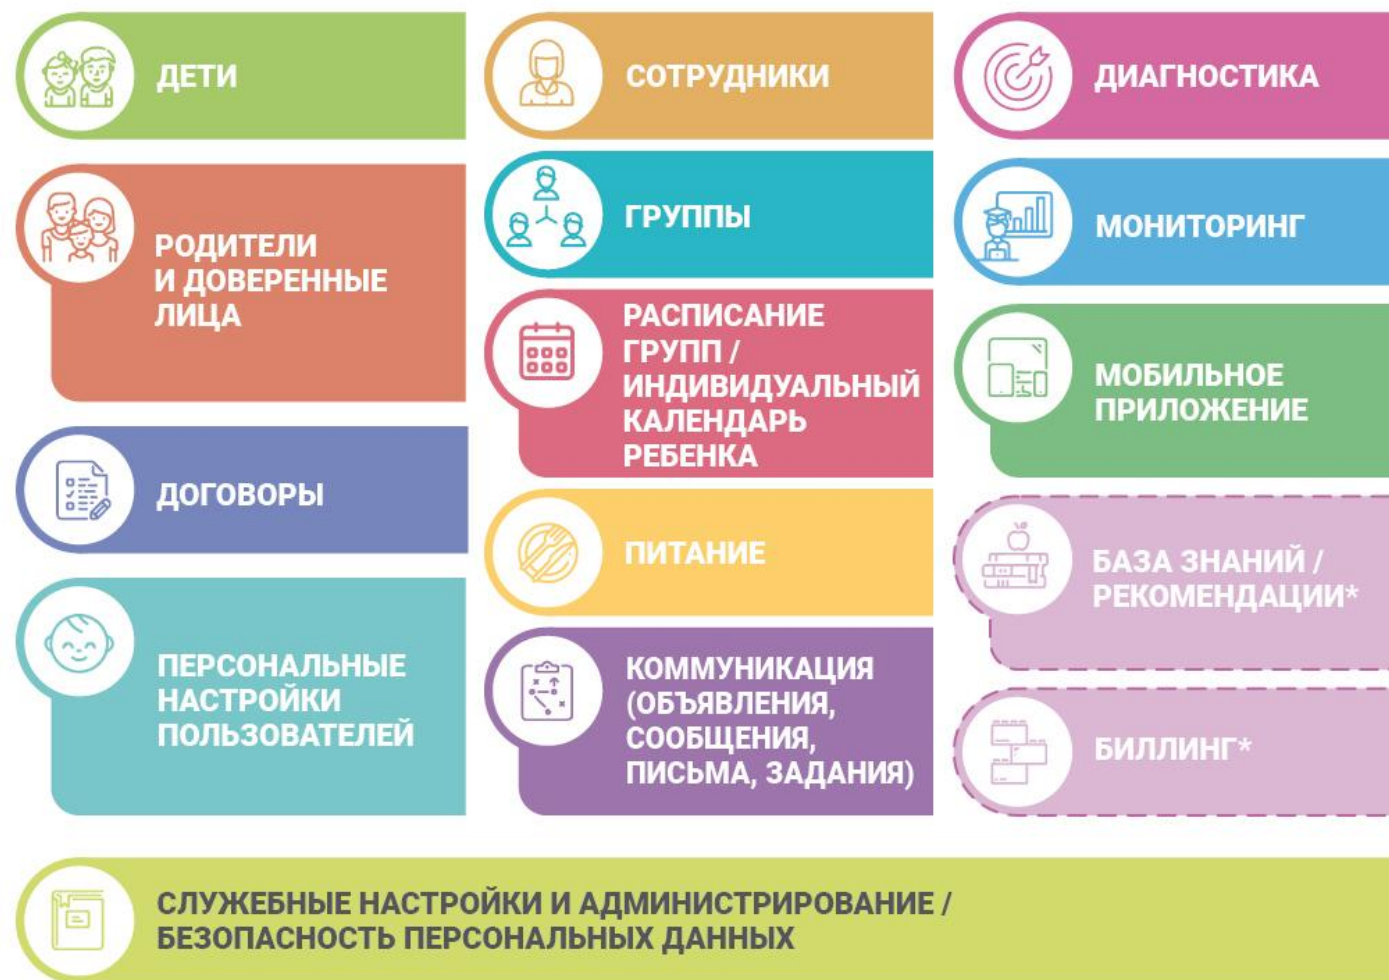 ДЕТИ
РОДИТЕЛИ
И ДОВЕРЕННЫЕ
ЛИЦА
ДОГОВОРЫ
ПЕРСОНАЛЬНЫЕ
НАСТРОЙКИ
ПОЛЬЗОВАТЕЛЕЙ
СОТРУДНИКИ
ГРУППЫ
РАСПИСАНИЕ
ГРУПП /
ИНДИВИДУАЛЬНЫЙ
КАЛЕНДАРЬ
РЕБЕНКА
ПИТАНИЕ
КОММУНИКАЦИЯ
(ОБЪЯВЛЕНИЯ,
СООБЩЕНИЯ,
ПИСЬМА, ЗАДАНИЯ)
ДИАГНОСТИКА
МОНИТОРИНГ
МОБИЛЬНОЕ
ПРИЛОЖЕНИЕ
БАЗА ЗНАНИЙ /
РЕКОМЕНДАЦИИ*
БИЛЛИНГ*
СЛУЖЕБНЫЕ НАСТРОЙКИ И АДМИНИСТРИРОВАНИЕ /
БЕЗОПАСНОСТЬ ПЕРСОНАЛЬНЫХ ДАННЫХ